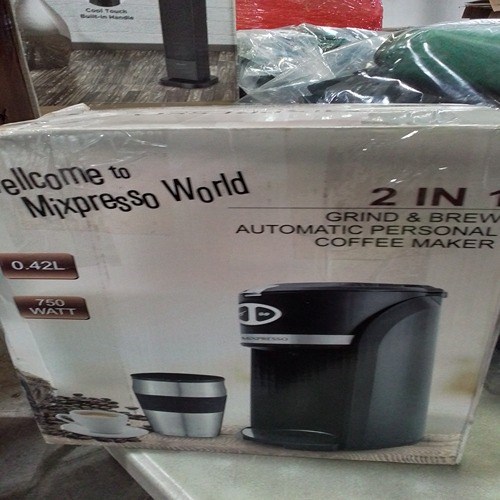 Cool Touch
Built-in Handle
ellcome to
Mixpresso World
2 IN 1
GRIND & BREW
AUTOMATIC PERSONAL
COFFEE MAKER
0.42L
750
WATT
MIXPRESSO